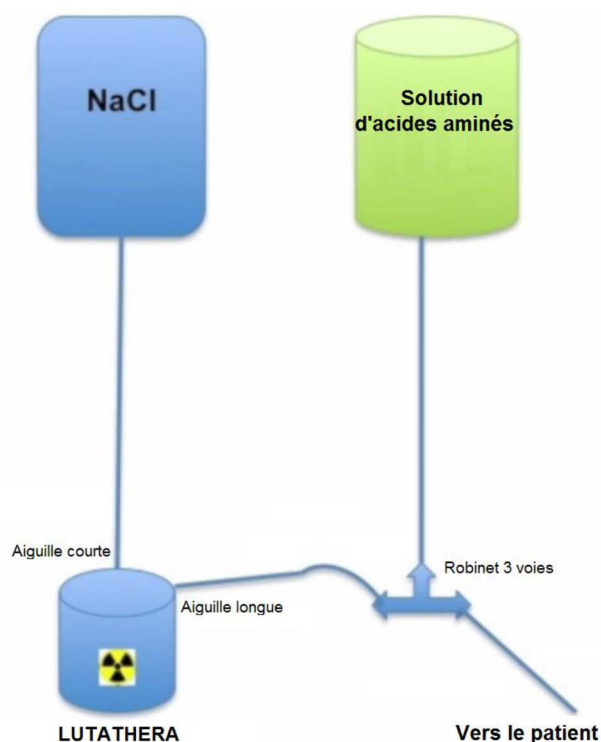 NaCl
Solution
d'acides aminés
Aiguille courte
Robinet 3 voies
Aiguille longue
LUTATHERA
Vers le patient